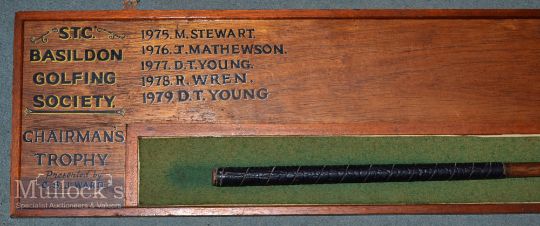 "S.T.C."
BASILDON
GOLFING
SOCIETY.
CHAIRMAN'S
TROPHY
Presented by
1975. M. STEWART.
1976. J. MATHEWSON.
1977. D.T. YOUNG.
1978. R. WREN.
1979. D.T. YOUNG
Mullock's
Specialist Auctioneers & Valuers